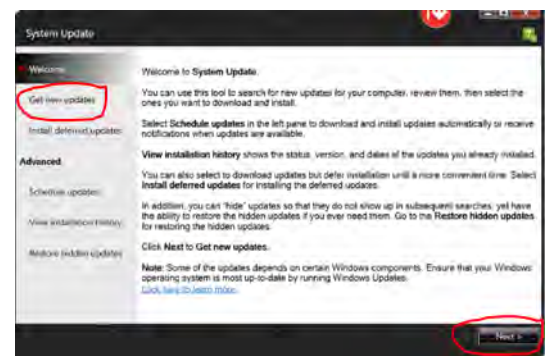 System Update
Welcome
Get new updates
Install deferred updates
Advanced
Schedule updates
View installation history
Restore hidden updates
Welcome to System Update.
You can use this tool to search for new updates for your computer, review them, then select the
ones you want to download and install.
Select Schedule updates in the left pane to download and install updates automatically or receive
notifications when updates are available.
View installation history shows the status, version, and dates of the updates you already installed.
You can also select to download updates but defer installation until a more convenient time. Select
Install deferred updates for installing the deferred updates.
In addition, you can 'hide' updates so that they do not show up in subsequent searches, yet have
the ability to restore the hidden updates if you ever need them. Go to the Restore hidden updates
for restoring the hidden updates.
Click Next to Get new updates.
Note: Some of the updates depends on certain Windows components. Ensure that your Windows
operating system is most up-to-date by running Windows Updates.
Click here to learn more.
Next >